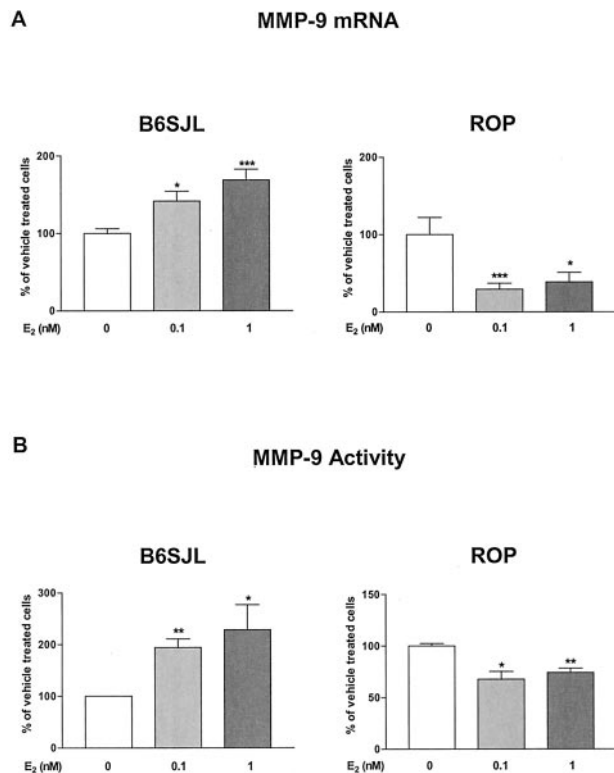 A
MMP-9 mRNA
B6SJL
ROP
% of vehicle treated cells
200
100
0
*
***
E₂ (nM) 0 0.1 1
% of vehicle treated cells
200
100
0
***
*
E₂ (nM) 0 0.1 1
B
MMP-9 Activity
B6SJL
ROP
% of vehicle treated cells
300
200
100
0
**
*
E₂ (nM) 0 0.1 1
% of vehicle treated cells
150
100
50
0
*
**
E₂ (nM) 0 0.1 1